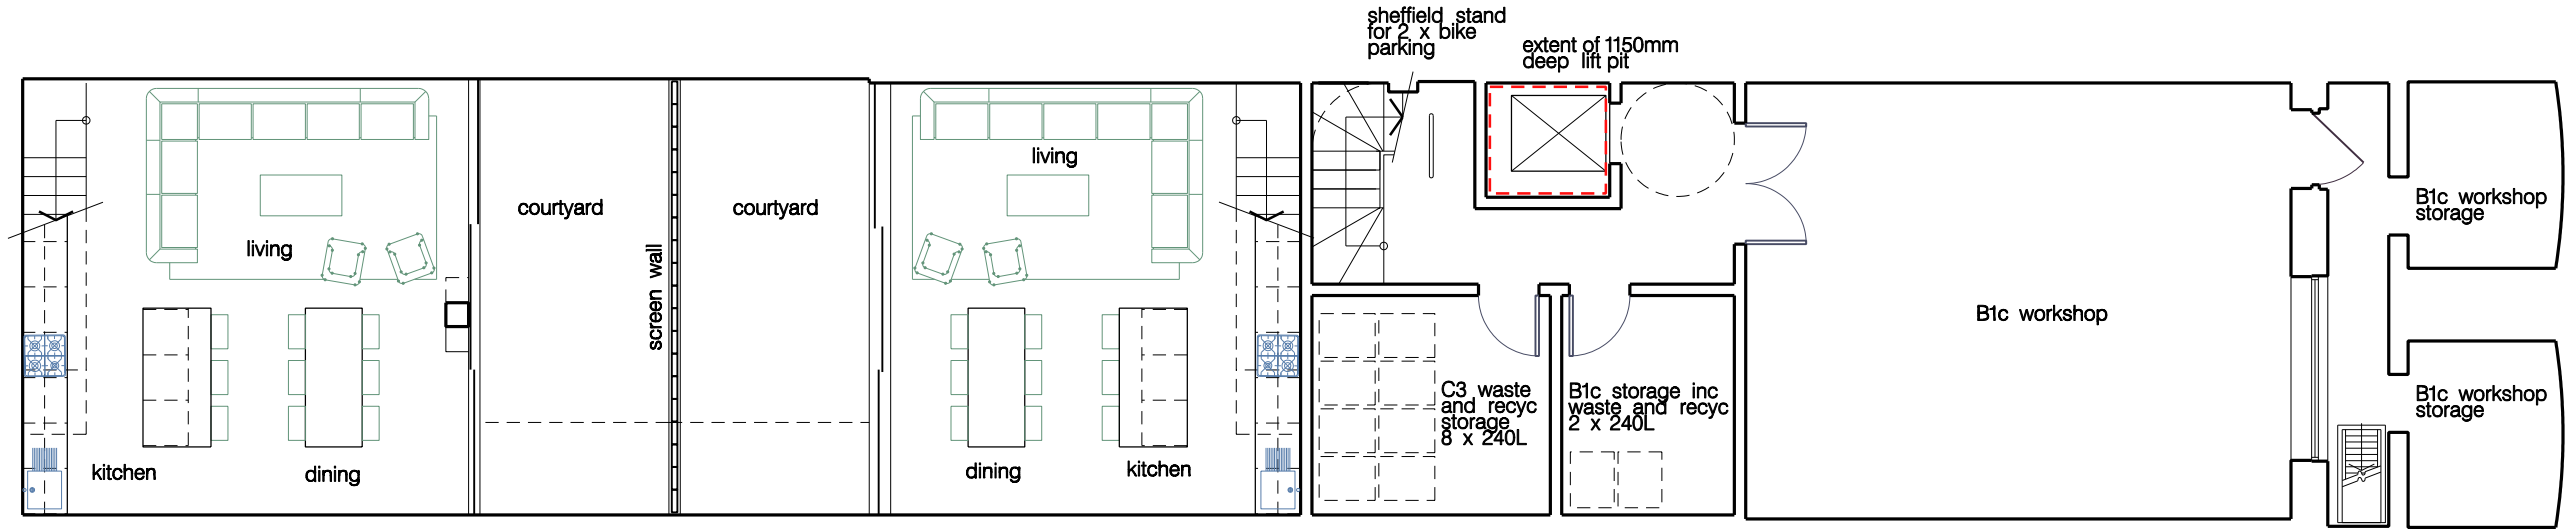 sheffield stand
for 2 x bike
parking
extent of 1150mm
deep lift pit
living
courtyard
courtyard
living
screen wall
kitchen
dining
dining
kitchen
C3 waste
and recyc
storage
8 x 240L
B1c storage inc
waste and recyc
2 x 240L
B1c workshop
B1c workshop
storage
B1c workshop
storage